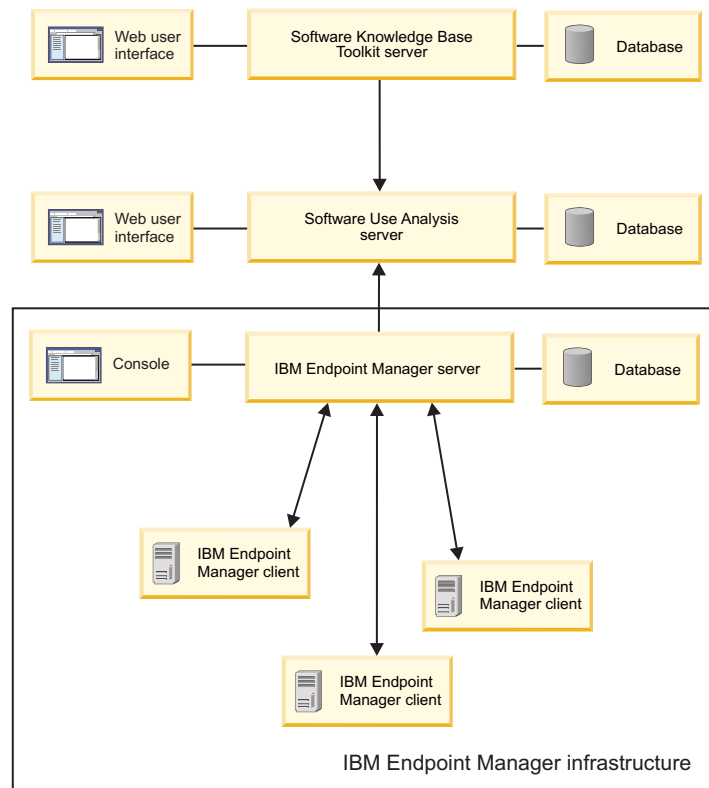 Web user
interface
Software Knowledge Base
Toolkit server
Database
Web user
interface
Software Use Analysis
server
Database
Console
IBM Endpoint Manager server
Database
IBM Endpoint
Manager client
IBM Endpoint
Manager client
IBM Endpoint
Manager client
IBM Endpoint Manager infrastructure